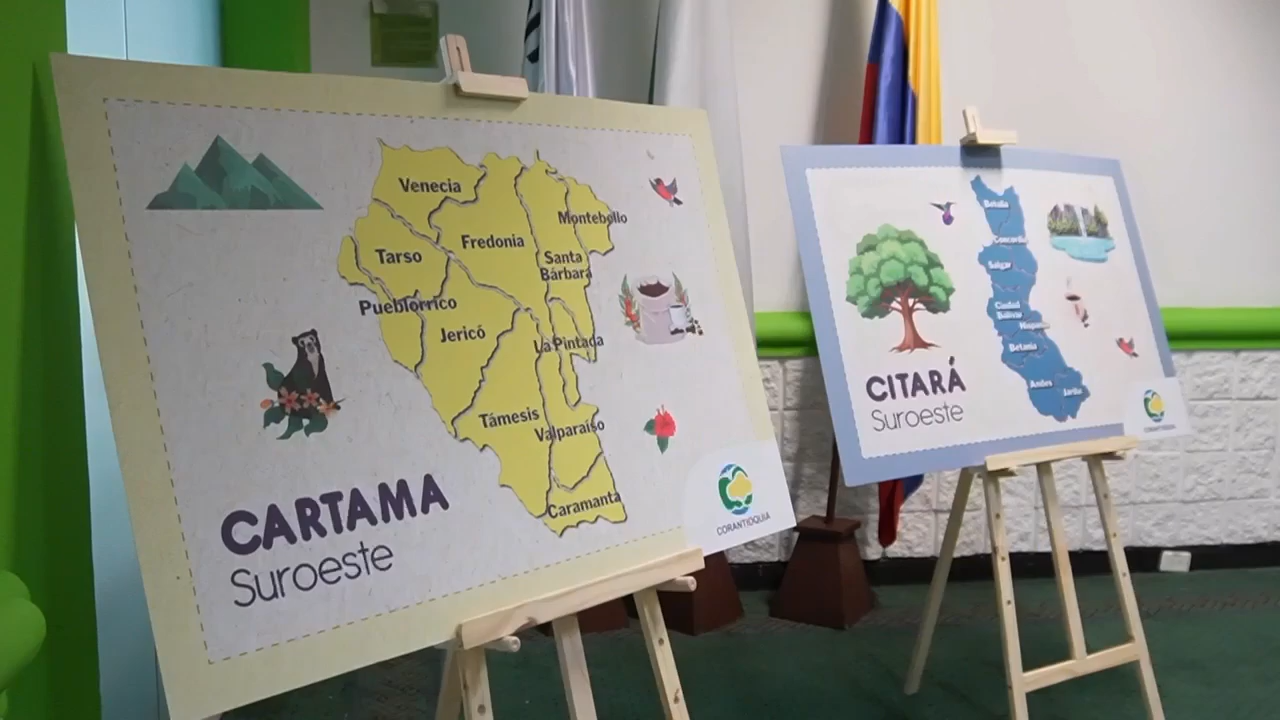 Venecia
Montebello
Fredonia
Tarso
Santa
Bárbara
Pueblorrico
Jericó
La Pintada
Támesis
Valparaíso
Caramanta
CARTAMA
Suroeste
CORANTIOQUIA
Betulia
Concordia
Salgar
Ciudad
Bolívar
Hispania
Betania
Andes
Jardín
CITARÁ
Suroeste
CORANTIOQUIA